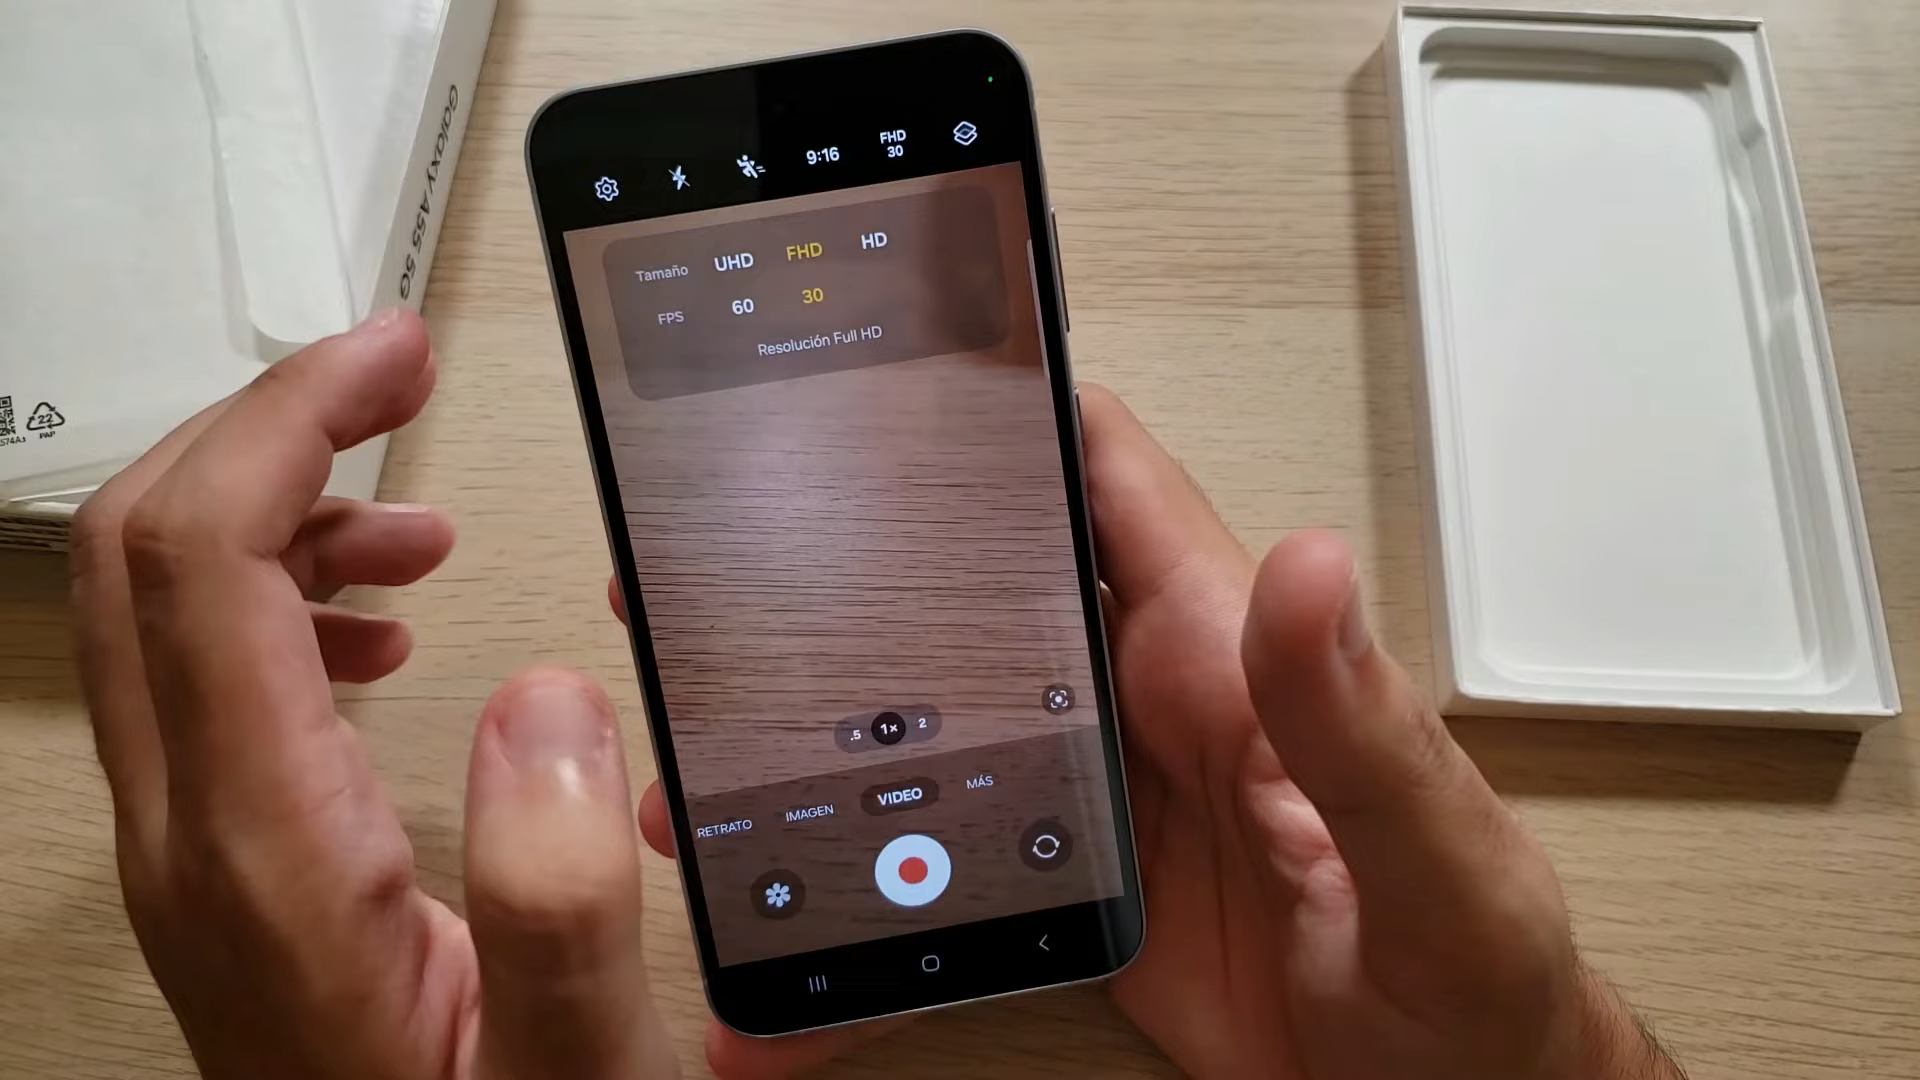 Galaxy A55 5G
22
PAP
9:16
FHD
30
Tamaño UHD FHD HD
FPS 60 30
Resolución Full HD
.5 1× 2
RETRATO IMAGEN VIDEO MÁS